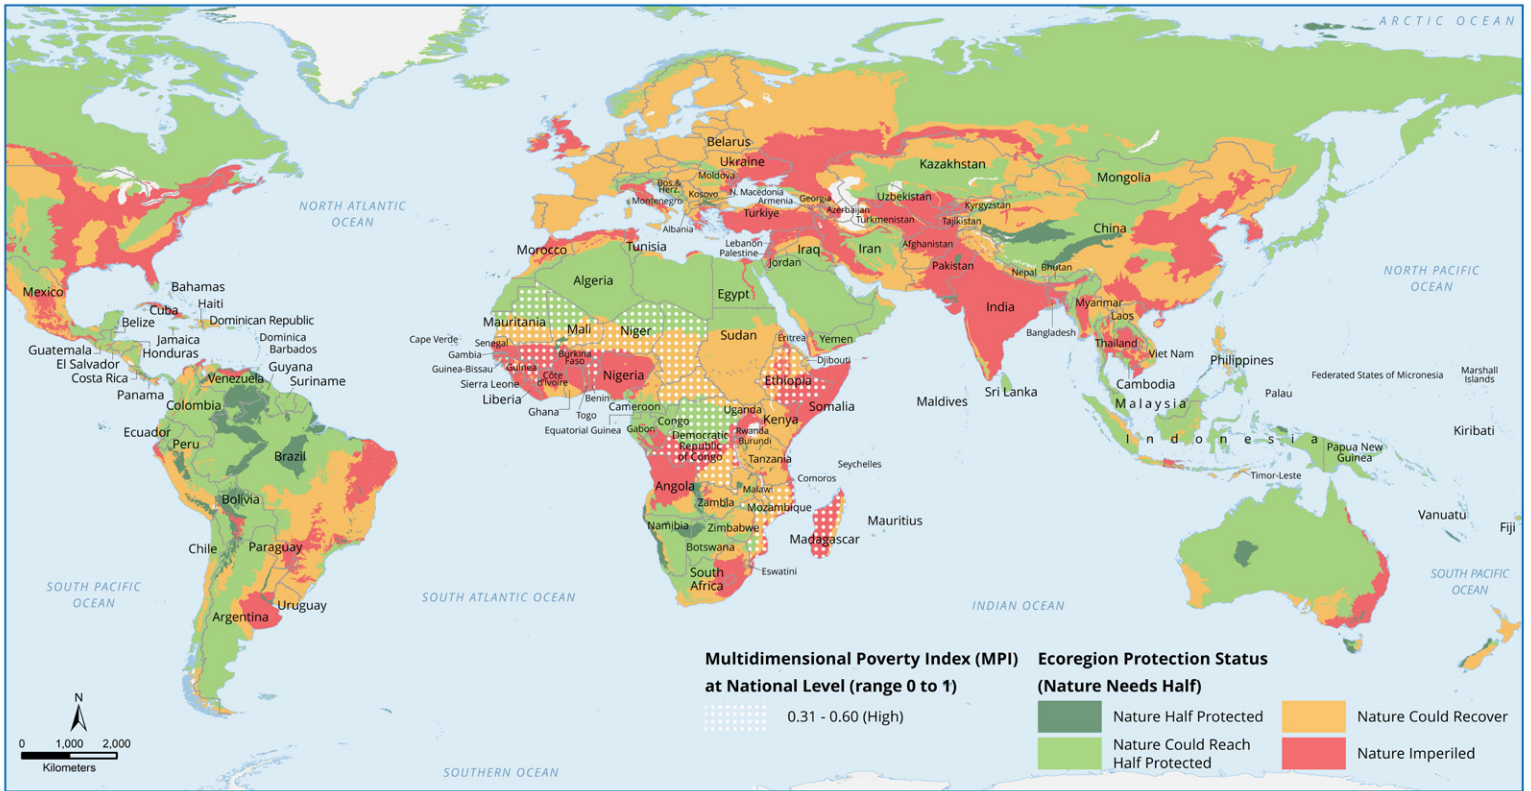 ARCTIC OCEAN
NORTH ATLANTIC
OCEAN
NORTH PACIFIC
OCEAN
SOUTH PACIFIC
OCEAN
SOUTH ATLANTIC OCEAN
INDIAN OCEAN
SOUTH PACIFIC
OCEAN
SOUTHERN OCEAN
Mexico
Bahamas
Cuba
Haiti
Dominican Republic
Belize
Jamaica
Dominica
Barbados
Guatemala
Honduras
El Salvador
Costa Rica
Panama
Guyana
Suriname
Venezuela
Colombia
Ecuador
Peru
Brazil
Bolivia
Chile
Paraguay
Uruguay
Argentina
Belarus
Ukraine
Moldova
Bos.&
Herz.
Kosovo
Montenegro
N. Macedonia
Albania
Armenia
Georgia
Azerbaijan
Türkiye
Kazakhstan
Uzbekistan
Kyrgyzstan
Turkmenistan
Tajikistan
Mongolia
China
Morocco
Tunisia
Lebanon
Palestine
Iraq
Iran
Afghanistan
Jordan
Pakistan
Nepal
Bhutan
Algeria
Egypt
India
Myanmar
Laos
Bangladesh
Thailand
Viet Nam
Cambodia
Philippines
Mauritania
Mali
Niger
Sudan
Eritrea
Yemen
Cape Verde
Senegal
Gambia
Guinea-Bissau
Guinea
Burkina
Faso
Sierra Leone
Côte
d'Ivoire
Liberia
Ghana
Togo
Benin
Nigeria
Cameroon
Equatorial Guinea
Gabon
Congo
Djibouti
Ethiopia
Somalia
Uganda
Kenya
Democratic
Republic
of Congo
Rwanda
Burundi
Tanzania
Seychelles
Comoros
Angola
Malawi
Zambia
Mozambique
Namibia
Zimbabwe
Madagascar
Mauritius
Botswana
South
Africa
Eswatini
Maldives
Sri Lanka
Malaysia
Indonesia
Palau
Federated States of Micronesia
Marshall
Islands
Kiribati
Papua New
Guinea
Timor-Leste
Vanuatu
Fiji
Multidimensional Poverty Index (MPI)
at National Level (range 0 to 1)
0.31 - 0.60 (High)
Ecoregion Protection Status
(Nature Needs Half)
Nature Half Protected
Nature Could Recover
Nature Could Reach
Half Protected
Nature Imperiled
N
0 1,000 2,000
Kilometers